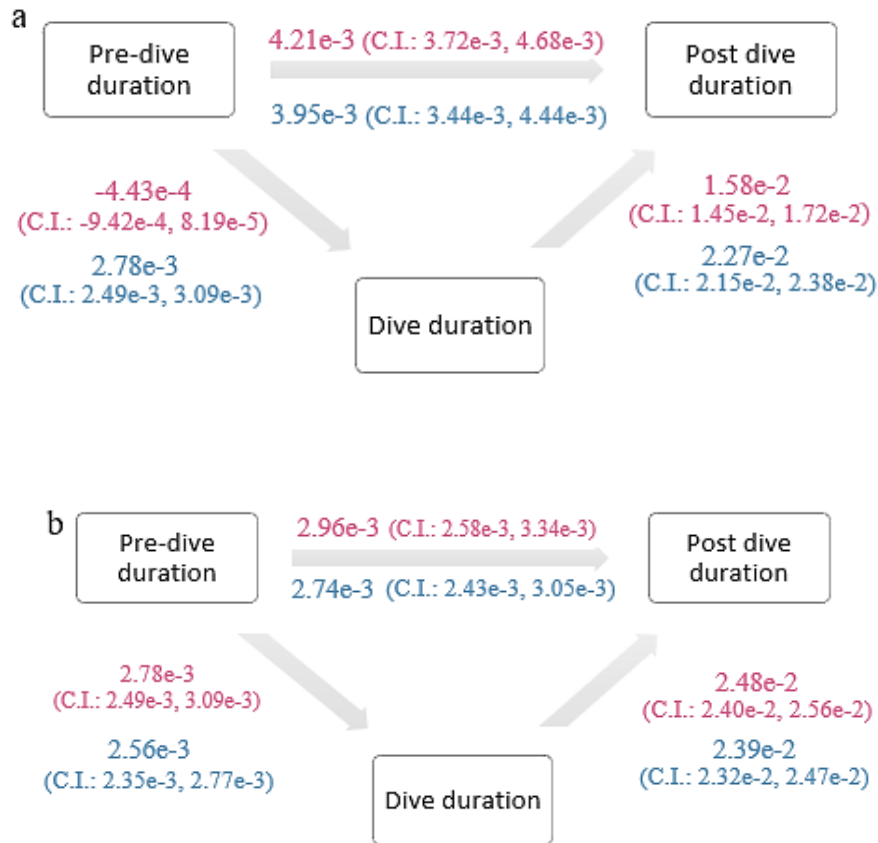 a
Pre-dive
duration
4.21e-3 (C.I.: 3.72e-3, 4.68e-3)
3.95e-3 (C.I.: 3.44e-3, 4.44e-3)
Post dive
duration
-4.43e-4
(C.I.: -9.42e-4, 8.19e-5)
2.78e-3
(C.I.: 2.49e-3, 3.09e-3)
1.58e-2
(C.I.: 1.45e-2, 1.72e-2)
2.27e-2
(C.I.: 2.15e-2, 2.38e-2)
Dive duration
b
Pre-dive
duration
2.96e-3 (C.I.: 2.58e-3, 3.34e-3)
2.74e-3 (C.I.: 2.43e-3, 3.05e-3)
Post dive
duration
2.78e-3
(C.I.: 2.49e-3, 3.09e-3)
2.56e-3
(C.I.: 2.35e-3, 2.77e-3)
2.48e-2
(C.I.: 2.40e-2, 2.56e-2)
2.39e-2
(C.I.: 2.32e-2, 2.47e-2)
Dive duration